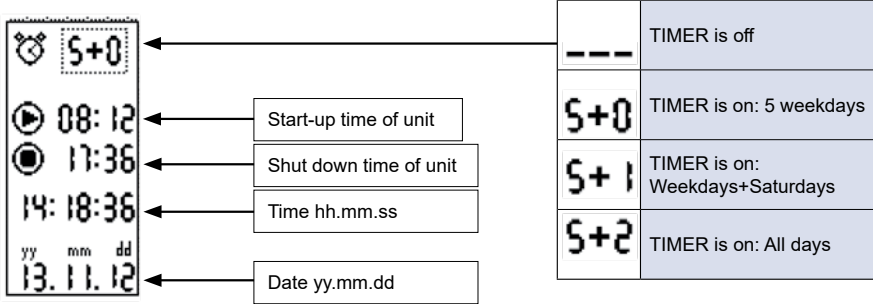 5+0
08:12
17:36
14:18:36
yy mm dd
13.11.12
Start-up time of unit
Shut down time of unit
Time hh.mm.ss
Date yy.mm.dd
--- TIMER is off
5+0 TIMER is on: 5 weekdays
5+1 TIMER is on:
Weekdays+Saturdays
5+2 TIMER is on: All days